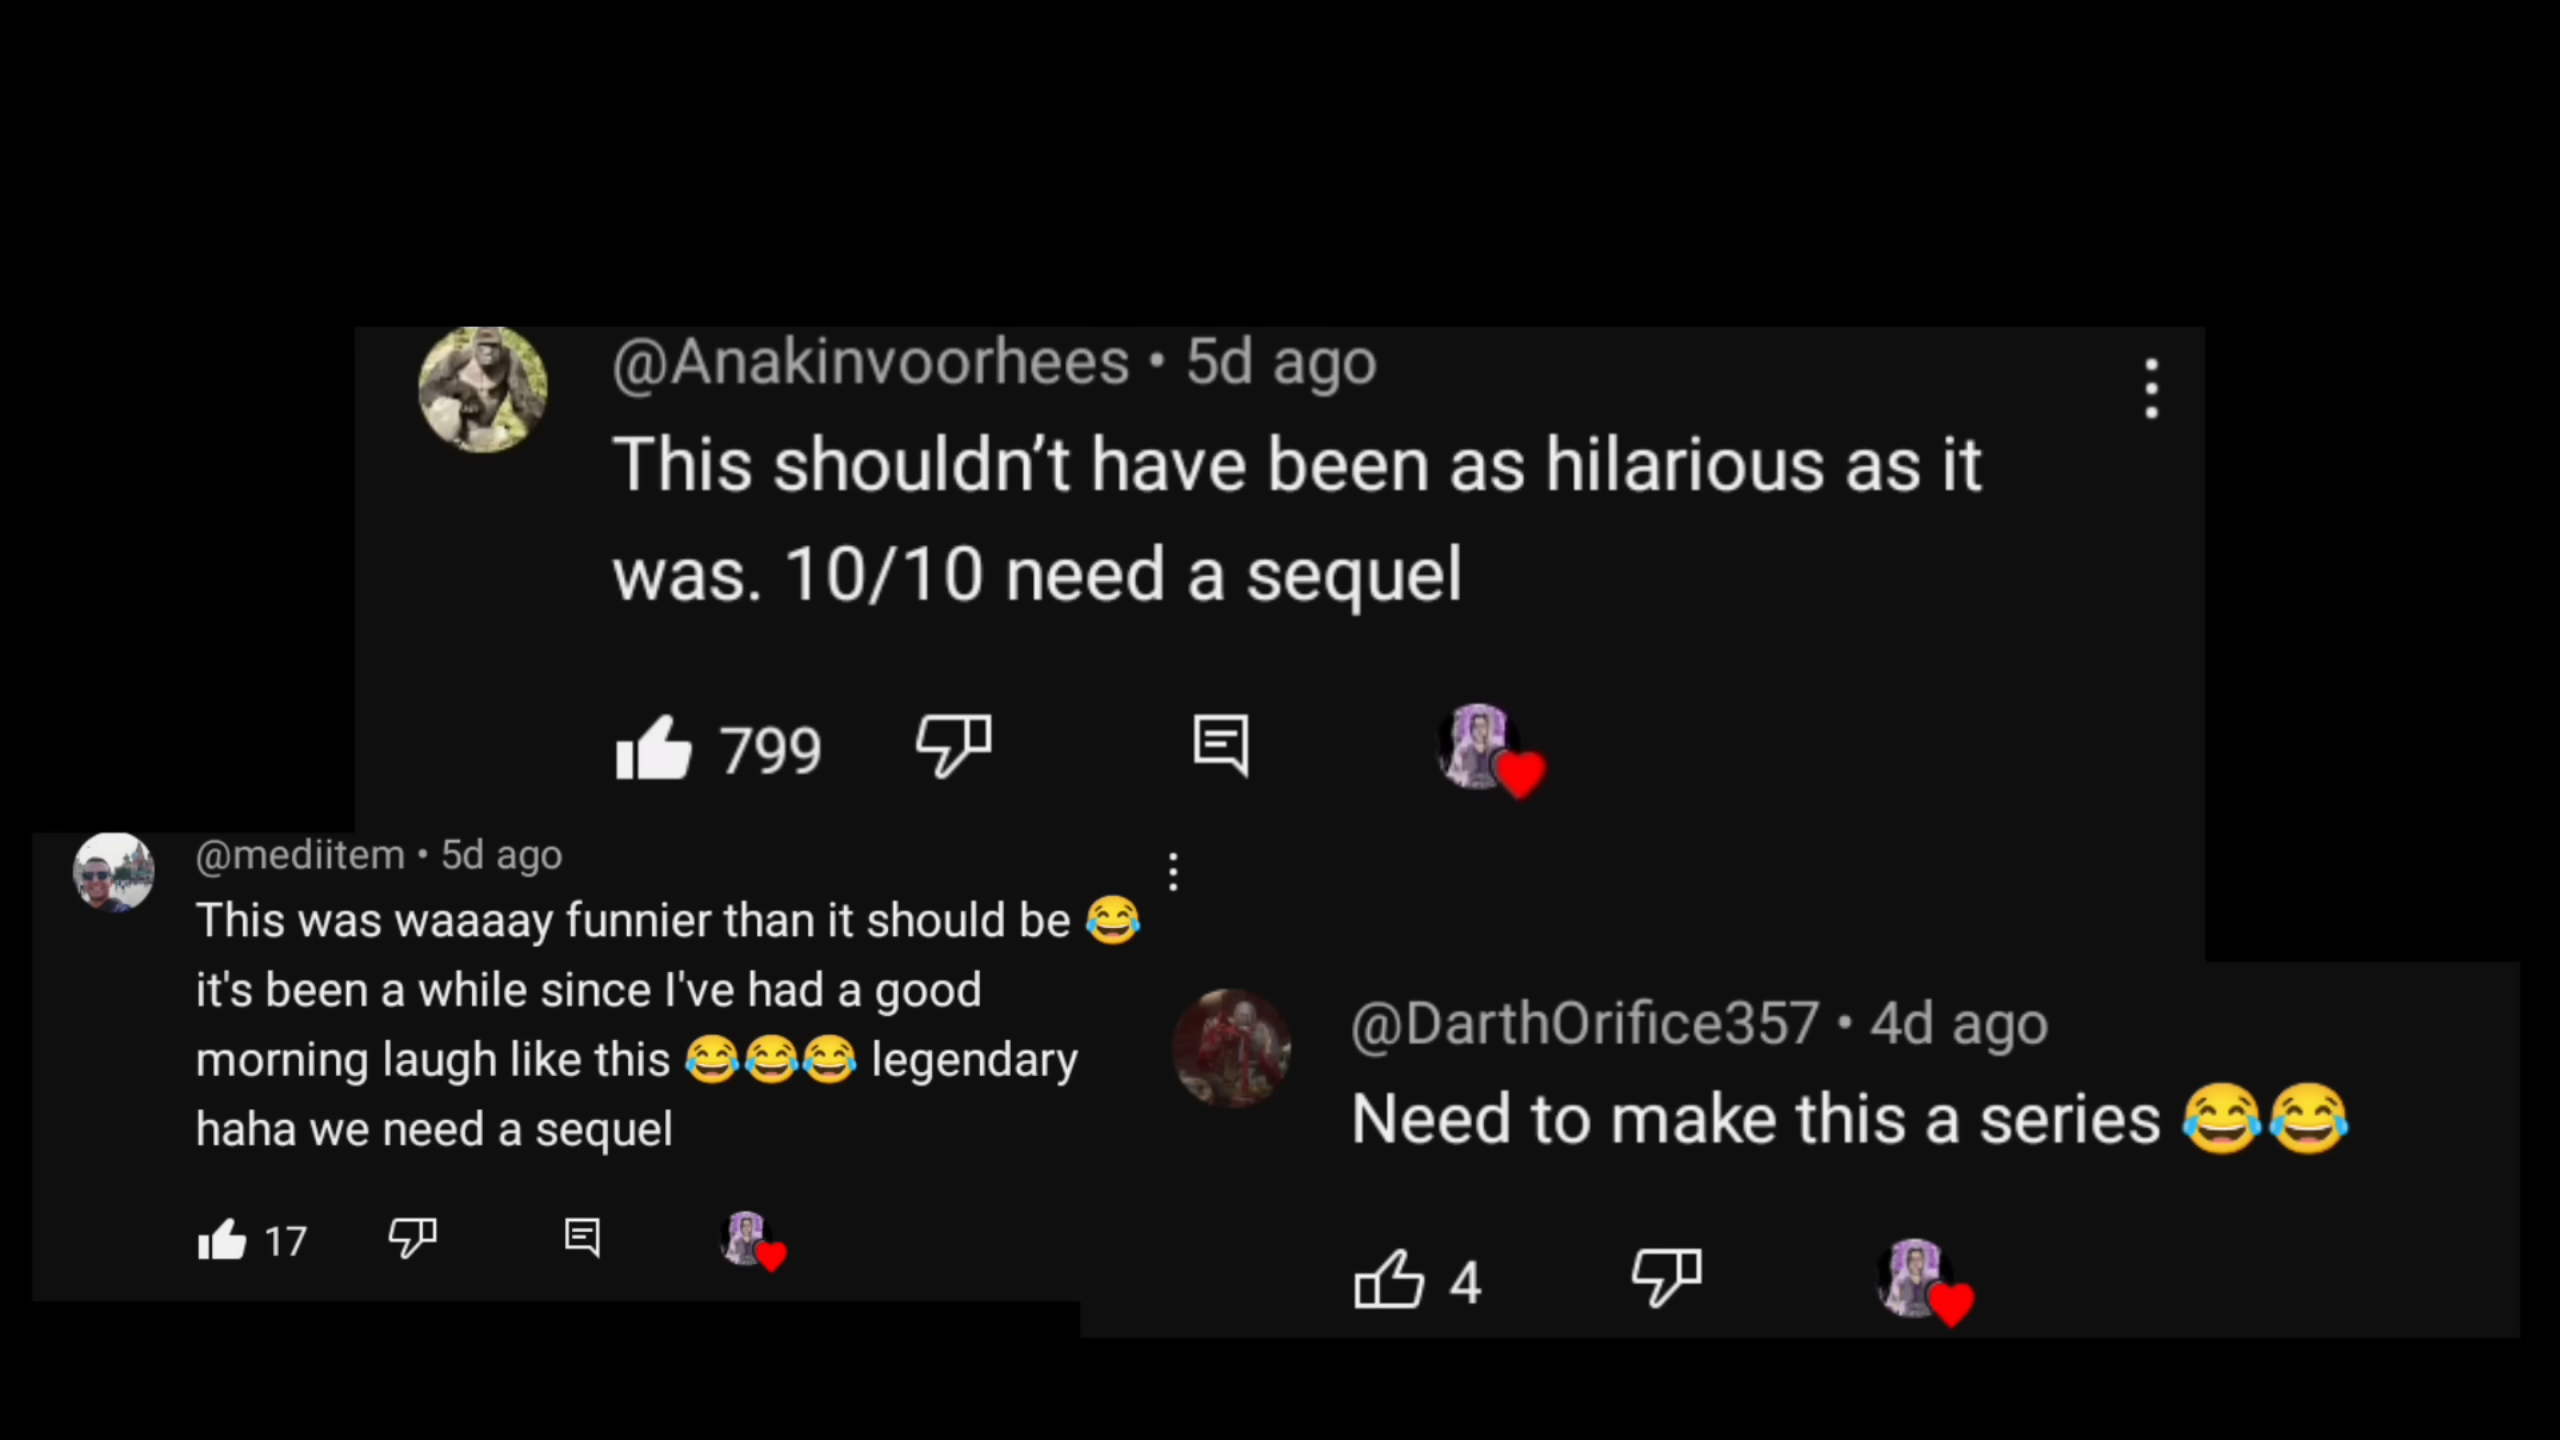 @Anakinvoorhees • 5d ago
This shouldn’t have been as hilarious as it
was. 10/10 need a sequel
799
@mediitem • 5d ago
This was waaaay funnier than it should be 😂
it's been a while since I've had a good
morning laugh like this 😂😂😂 legendary
haha we need a sequel
17
@DarthOrifice357 • 4d ago
Need to make this a series 😂😂
4